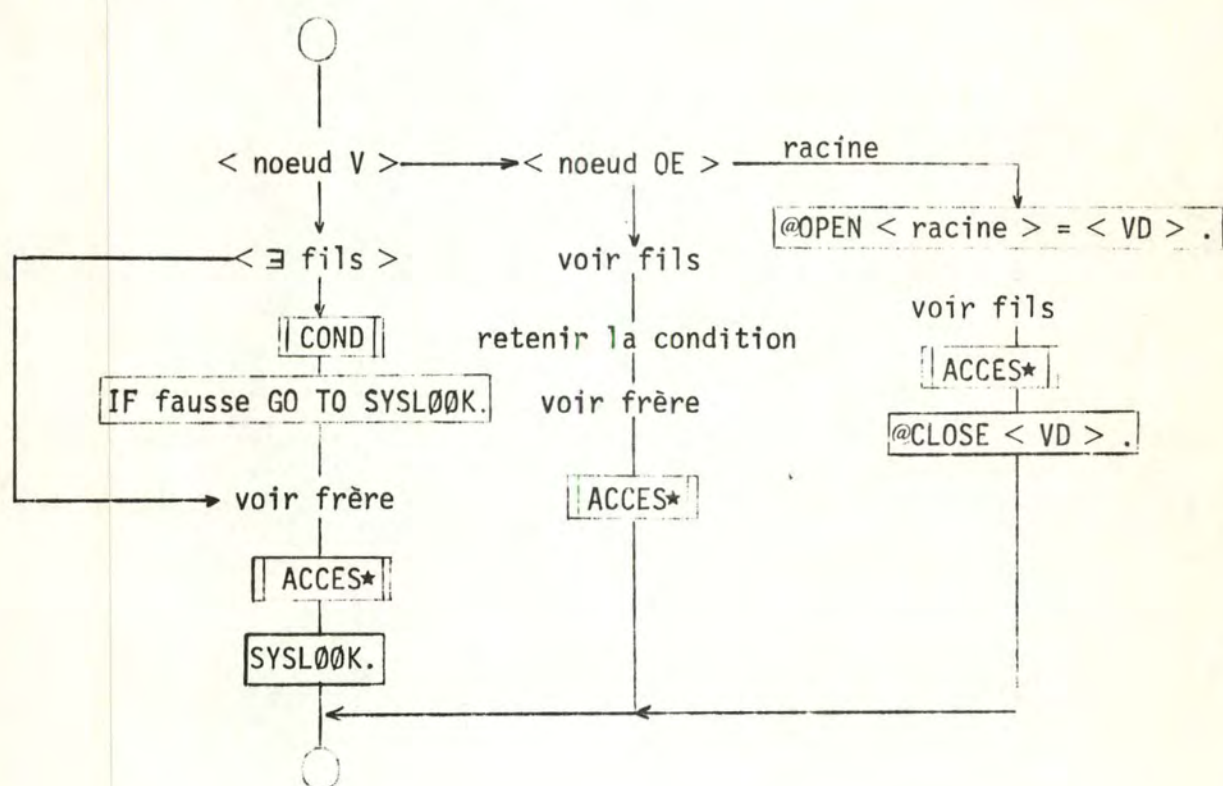 racine
< noeud V >
< noeud OE >
@OPEN < racine > = < VD > .
< ∃ fils >
voir fils
voir fils
COND
retenir la condition
ACCES★
IF fausse GO TO SYSLØØK.
voir frère
@CLOSE < VD > .
voir frère
ACCES★
ACCES★
SYSLØØK.